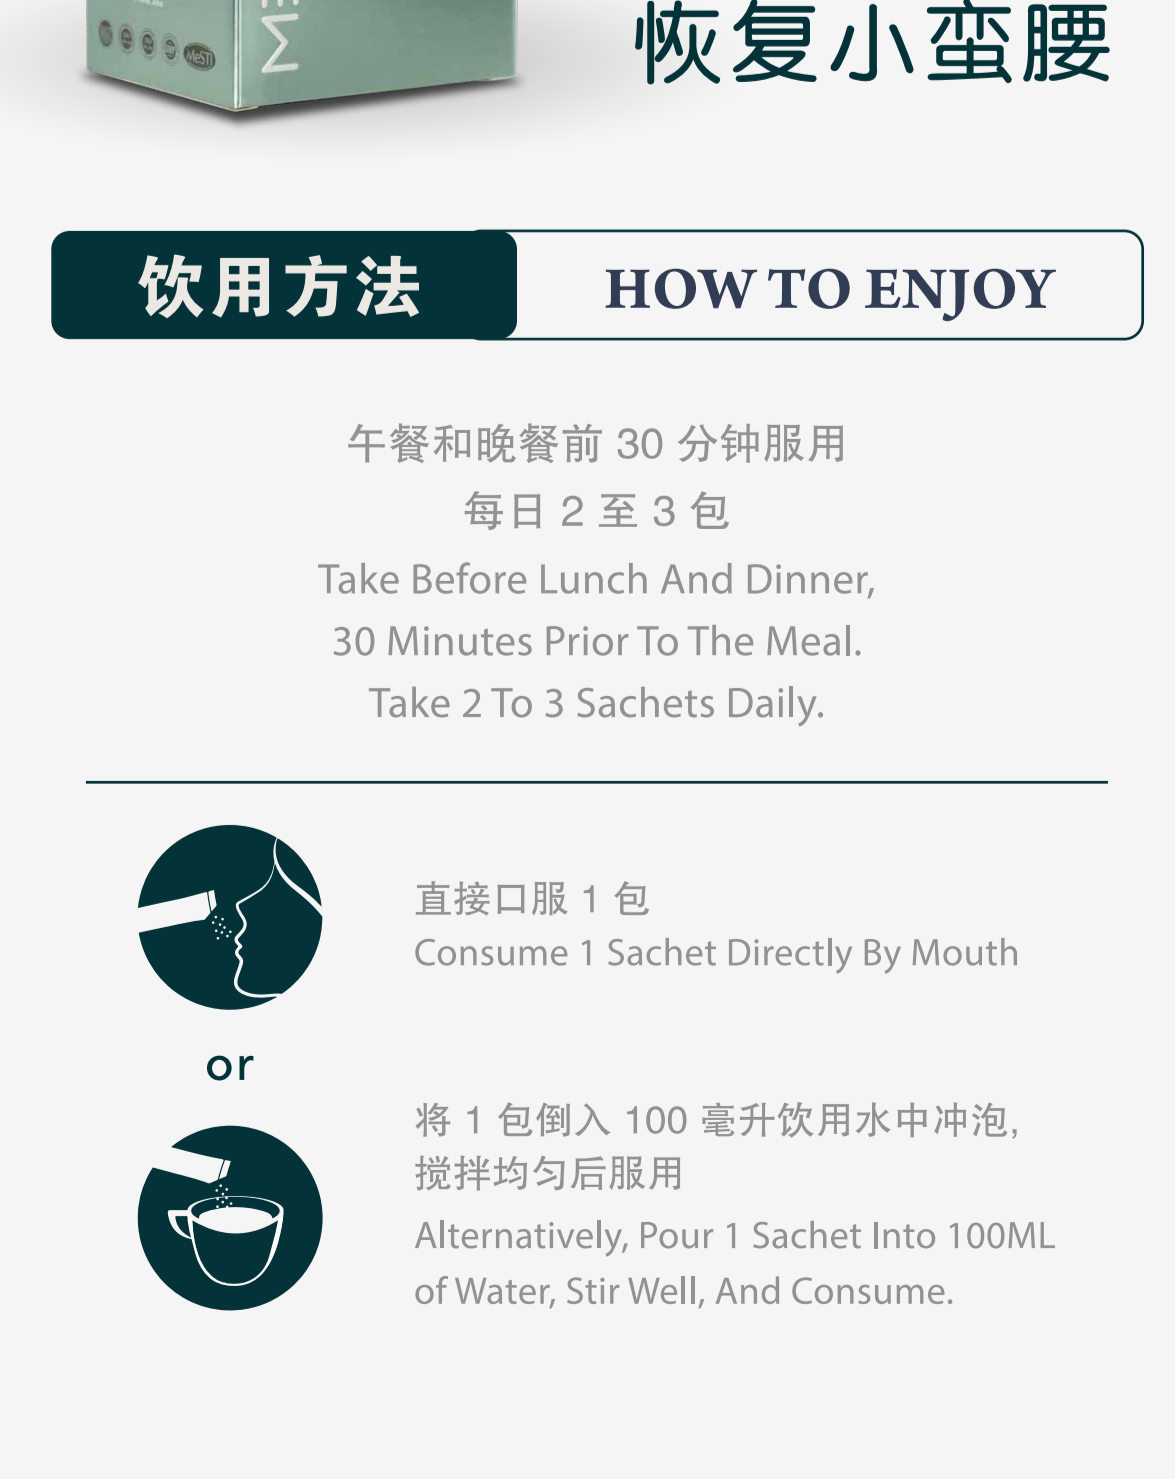 恢复小蛮腰
MeSTI
饮用方法
HOW TO ENJOY
午餐和晚餐前 30 分钟服用
每日 2 至 3 包
Take Before Lunch And Dinner,
30 Minutes Prior To The Meal.
Take 2 To 3 Sachets Daily.
直接口服 1 包
Consume 1 Sachet Directly By Mouth
or
将 1 包倒入 100 毫升饮用水中冲泡,
搅拌均匀后服用
Alternatively, Pour 1 Sachet Into 100ML
of Water, Stir Well, And Consume.